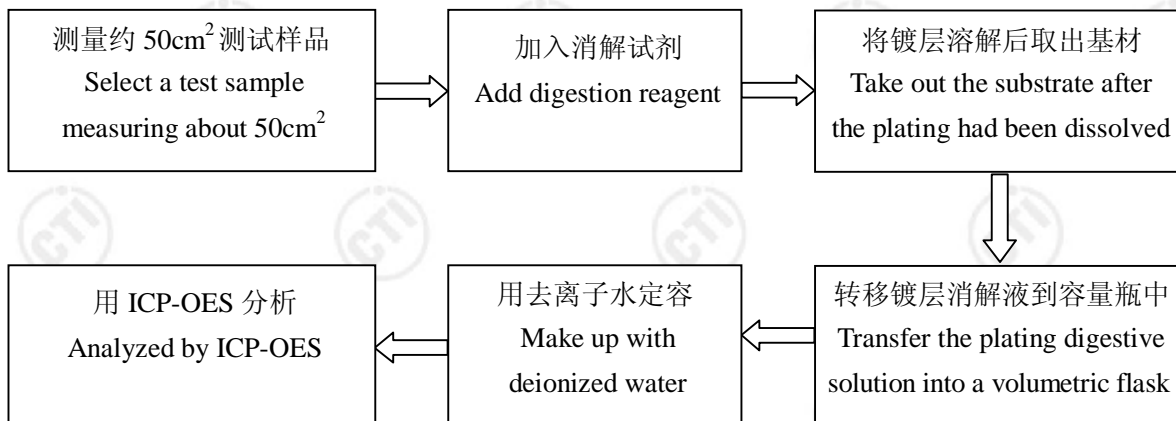 测量约 50cm² 测试样品
Select a test sample
measuring about 50cm²
加入消解试剂
Add digestion reagent
将镀层溶解后取出基材
Take out the substrate after
the plating had been dissolved
转移镀层消解液到容量瓶中
Transfer the plating digestive
solution into a volumetric flask
用去离子水定容
Make up with
deionized water
用 ICP-OES 分析
Analyzed by ICP-OES
CTI
CTI
CTI